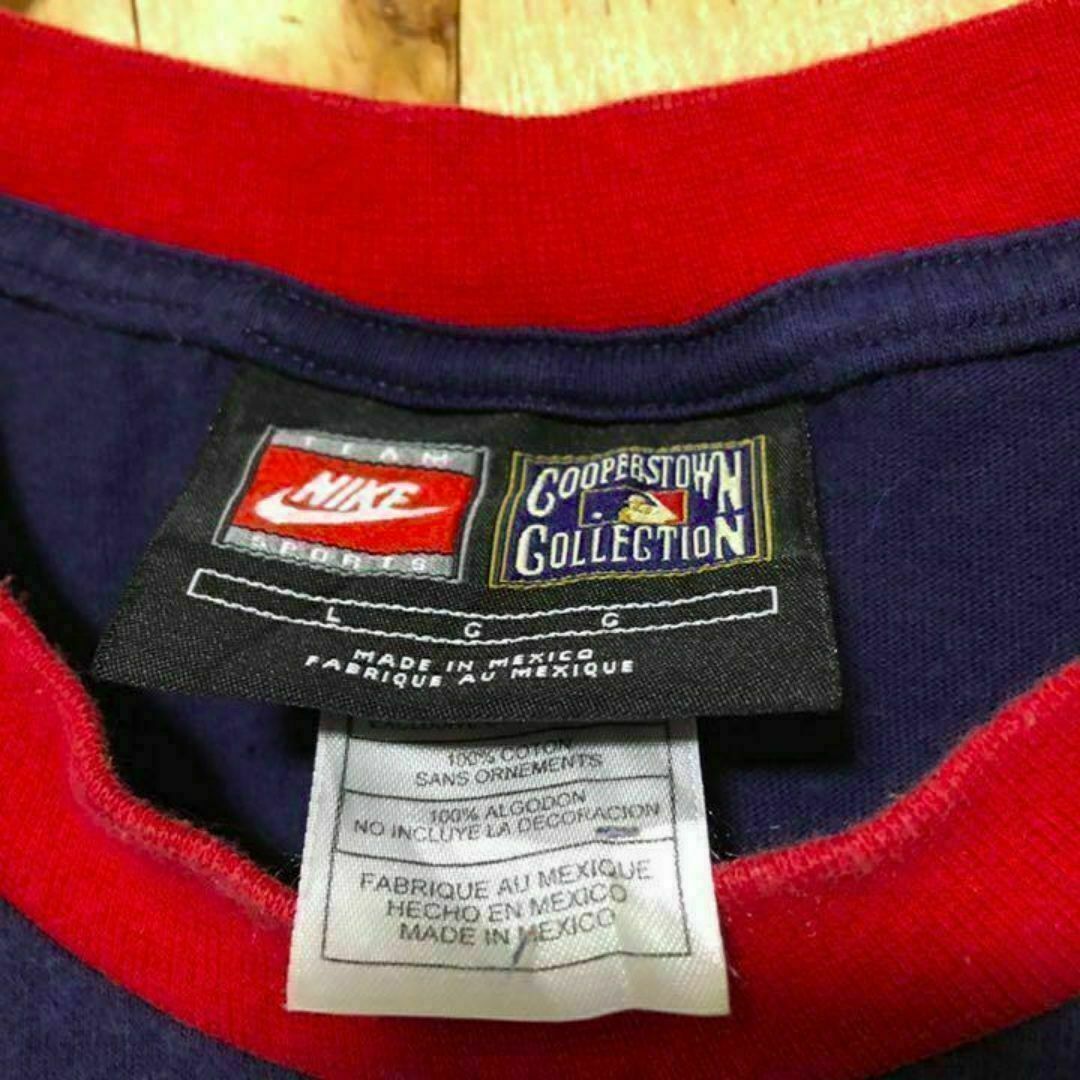 TEAM
NIKE
SPORTS
COOPERSTOWN
COLLECTION
L G G
MADE IN MEXICO
FABRIQUE AU MEXIQUE
100% COTON
SANS ORNEMENTS
100% ALGODON
NO INCLUYE LA DECORACION
FABRIQUE AU MEXIQUE
HECHO EN MEXICO
MADE IN MEXICO